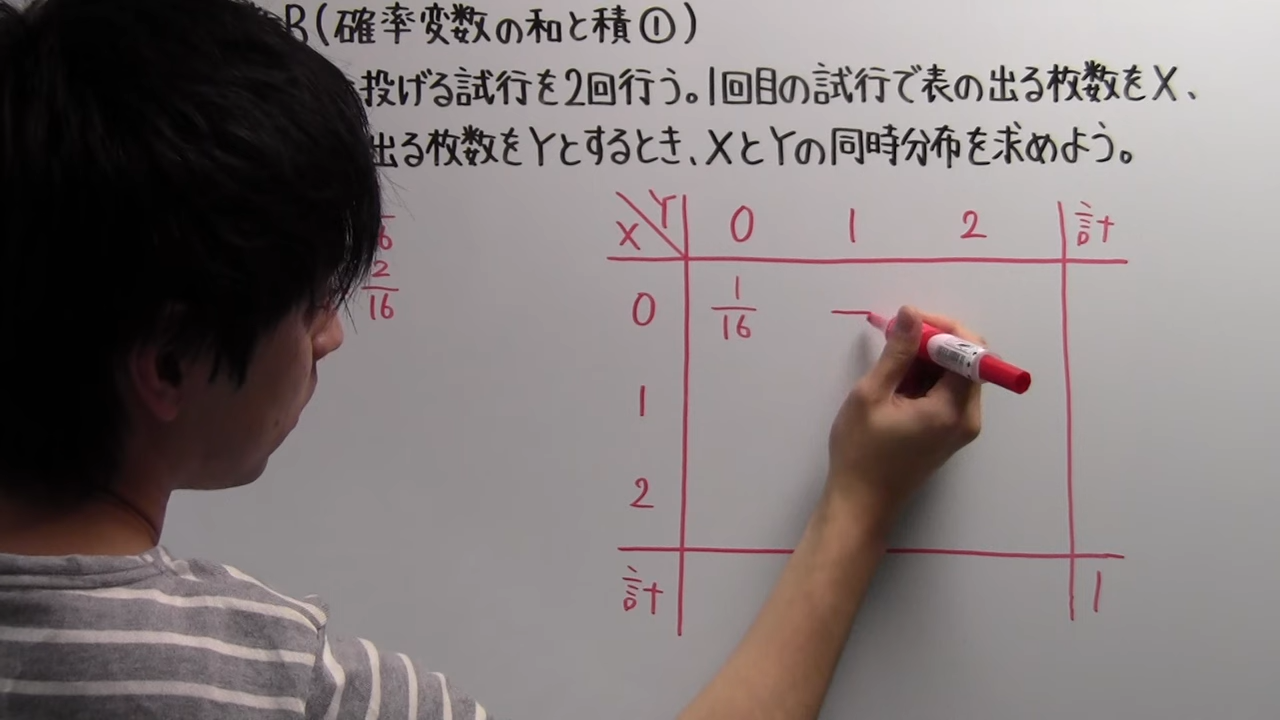 B(確率変数の和と積①)
投げる試行を2回行う。1回目の試行で表の出る枚数をX、
出る枚数をYとするとき、XとYの同時分布を求めよう。
X Y 0 1 2 計
6
2/16
0 1/16
1
2
計 1